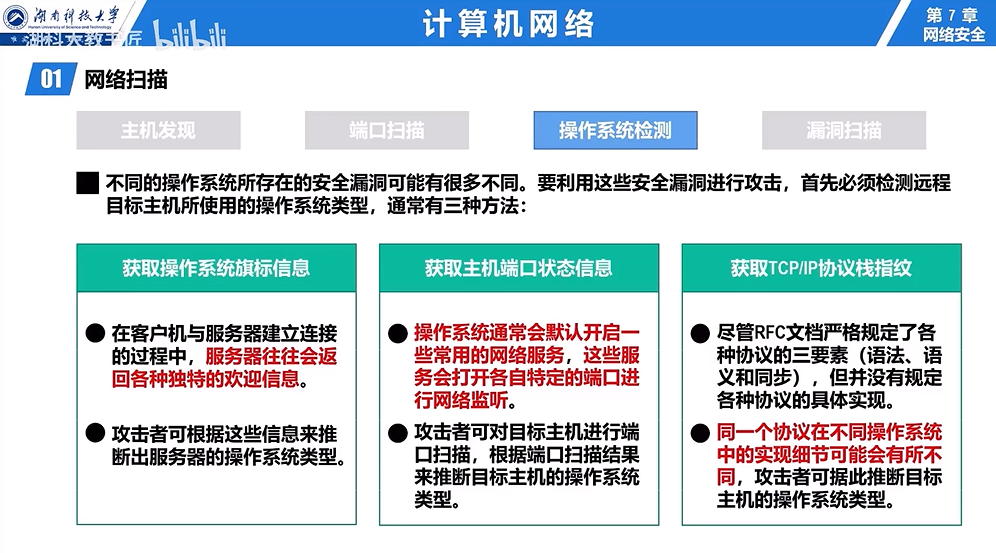 湖南科技大学
Hunan University of Science and Technology
湖科大教书匠 bilibili
计算机网络
第 7 章
网络安全
01 网络扫描
主机发现
端口扫描
操作系统检测
漏洞扫描
不同的操作系统所存在的安全漏洞可能有很多不同。要利用这些安全漏洞进行攻击，首先必须检测远程
目标主机所使用的操作系统类型，通常有三种方法：
获取操作系统旗标信息
在客户机与服务器建立连接
的过程中，服务器往往会返
回各种独特的欢迎信息。
攻击者可根据这些信息来推
断出服务器的操作系统类型。
获取主机端口状态信息
操作系统通常会默认开启一
些常用的网络服务，这些服
务会打开各自特定的端口进
行网络监听。
攻击者可对目标主机进行端
口扫描，根据端口扫描结果
来推断目标主机的操作系统
类型。
获取TCP/IP协议栈指纹
尽管RFC文档严格规定了各
种协议的三要素（语法、语
义和同步），但并没有规定
各种协议的具体实现。
同一个协议在不同操作系统
中的实现细节可能会有所不
同，攻击者可据此推断目标
主机的操作系统类型。